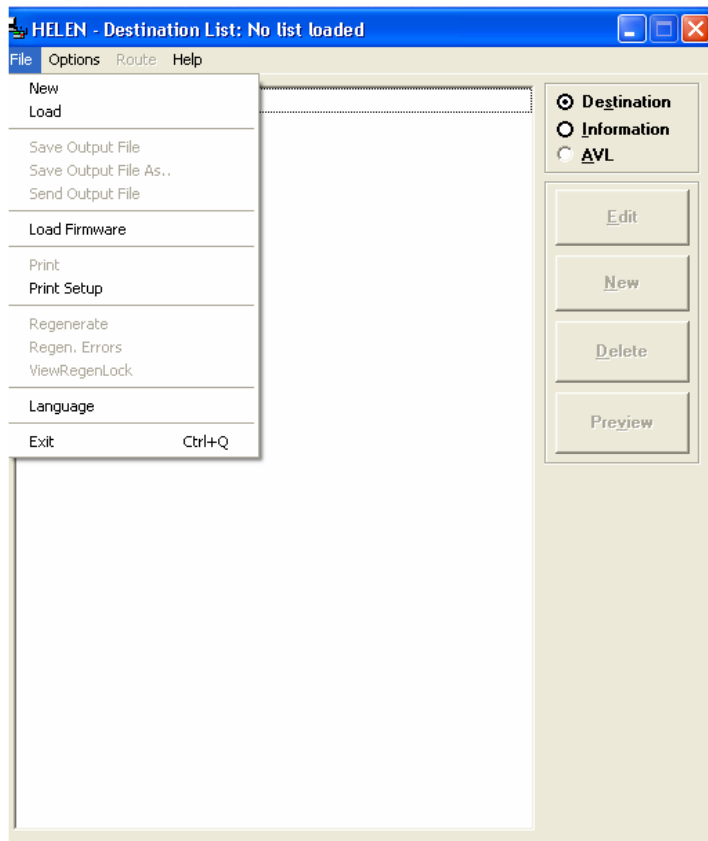 HELEN - Destination List: No list loaded
File Options Route Help
New
Load
Save Output File
Save Output File As..
Send Output File
Load Firmware
Print
Print Setup
Regenerate
Regen. Errors
ViewRegenLock
Language
Exit Ctrl+Q
Destination
Information
AVL
Edit
New
Delete
Preview